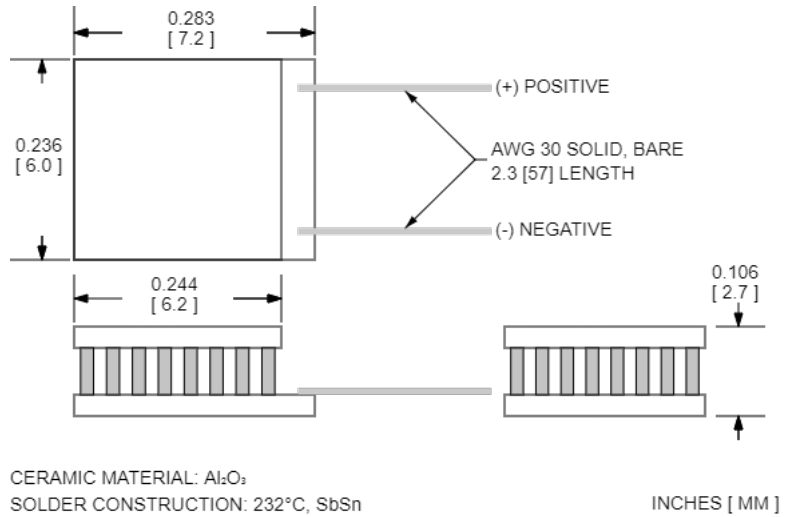 0.283
[ 7.2 ]
(+) POSITIVE
0.236
[ 6.0 ]
AWG 30 SOLID, BARE
2.3 [57] LENGTH
(-) NEGATIVE
0.244
[ 6.2 ]
0.106
[ 2.7 ]
CERAMIC MATERIAL: Al₂O₃
SOLDER CONSTRUCTION: 232°C, SbSn
INCHES [ MM ]